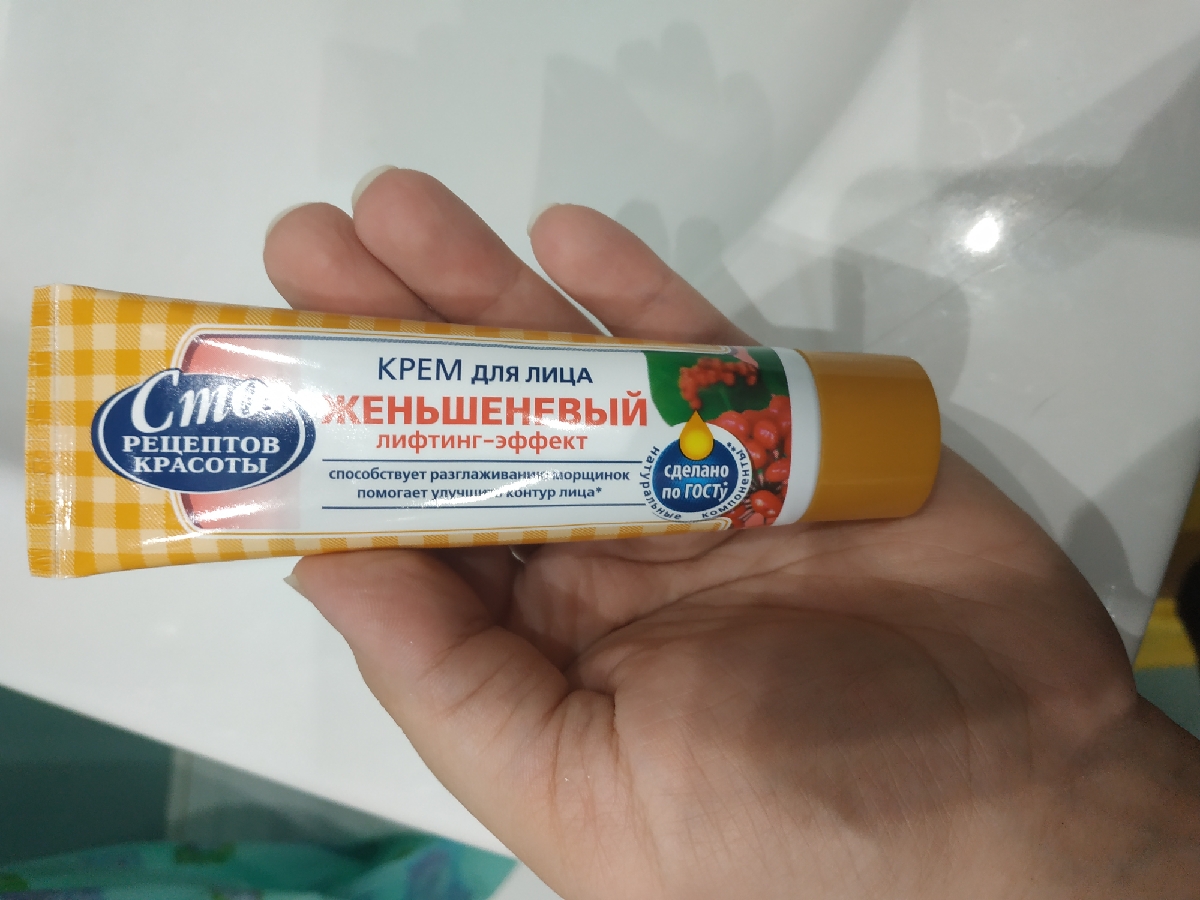 Сто
РЕЦЕПТОВ
КРАСОТЫ
КРЕМ ДЛЯ ЛИЦА
ЖЕНЬШЕНЕВЫЙ
ЛИФТИНГ-ЭФФЕКТ
способствует разглаживанию морщинок
помогает улучшить контур лица*
сделано
по ГОСТу
натуральные компоненты**